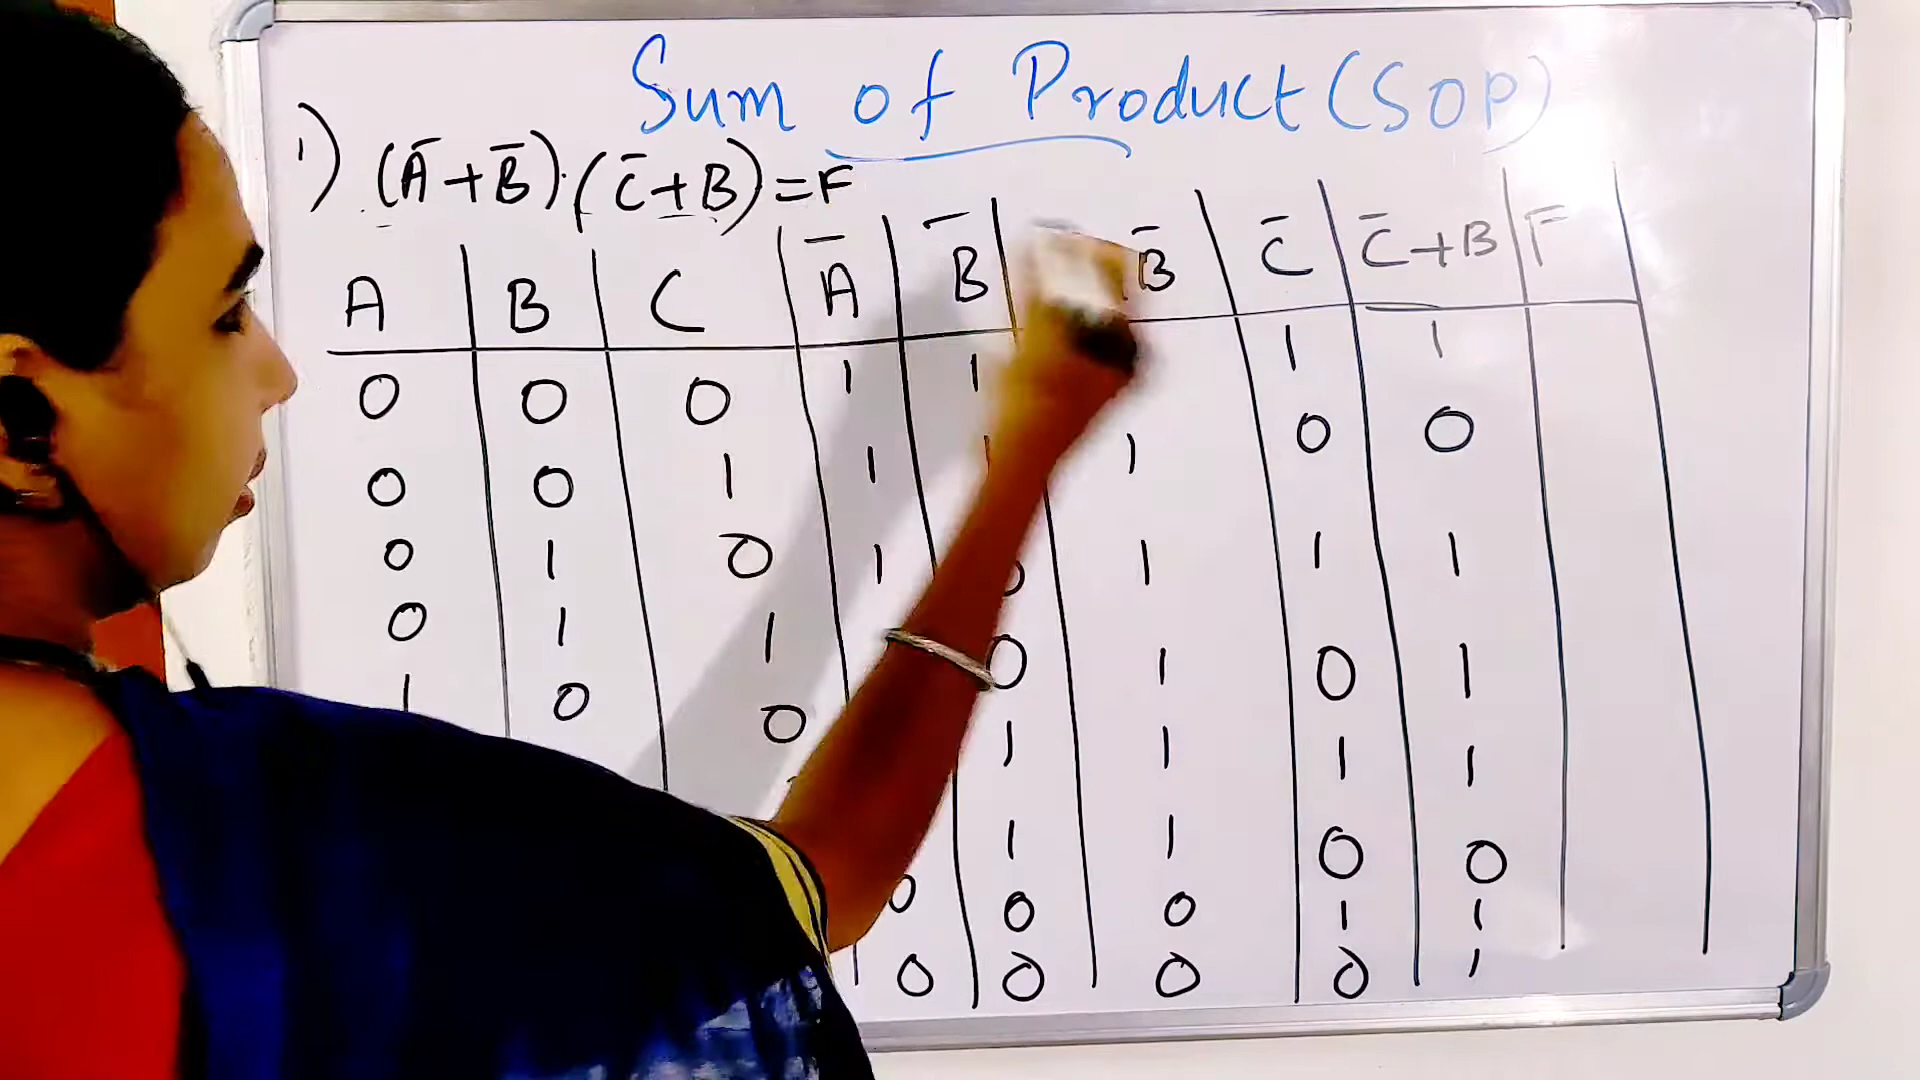 Sum of Product (SOP)
1) (Ā+B̄)·(C̄+B)=F
A B C Ā B̄ B̄ C̄ C̄+B F
0 0 0 1 1 1 1
0 0 1 1 1 1 0 0
0 1 0 1 0 1 1 1
0 1 1 0 1 0 1
1 0 0 1 1 1 1
1 1 0 0
0 0 0 1 1
0 0 0 0 1